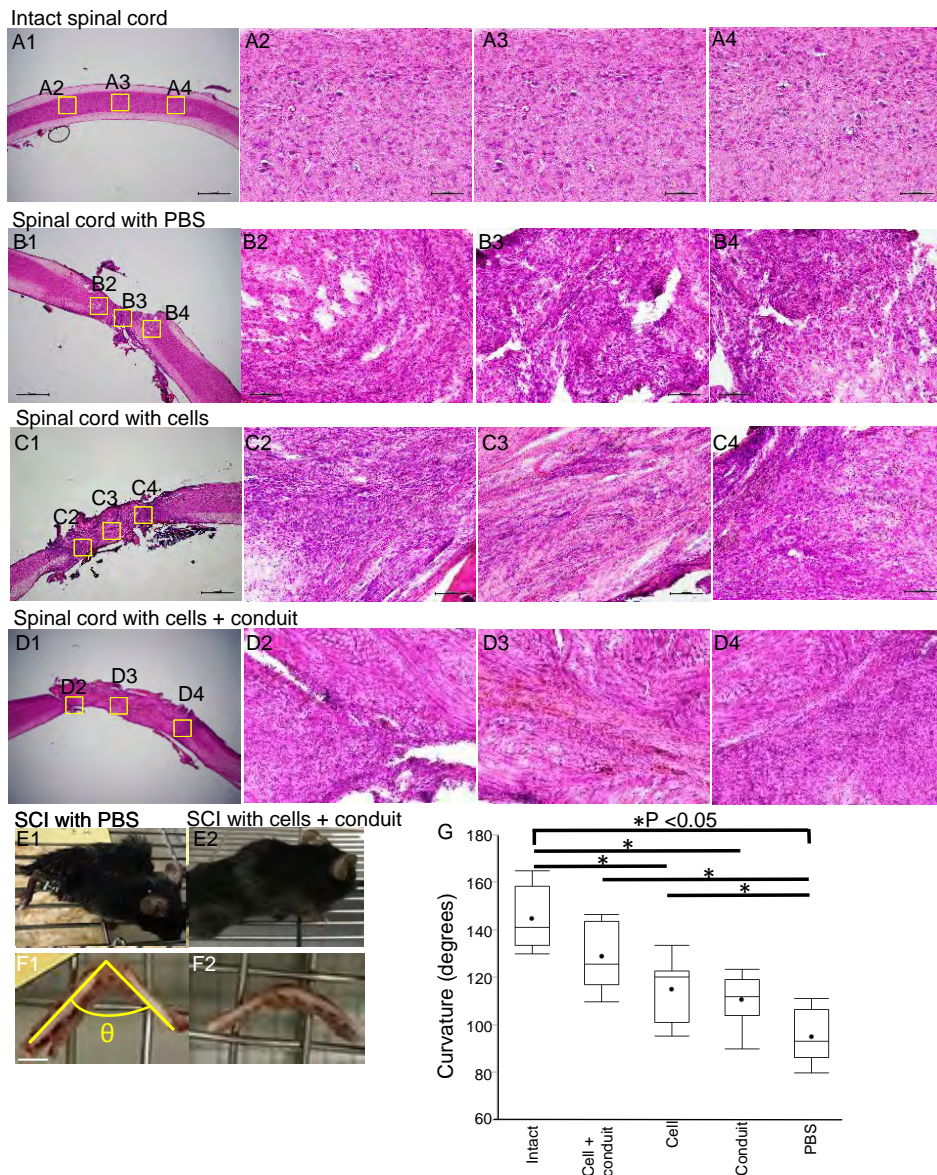 Intact spinal cord
A1 A2 A3 A4
A2 A3 A4
Spinal cord with PBS
B1 B2 B3 B4
B2
B3
B4
Spinal cord with cells
C1 C2 C3 C4
C4
C3
C2
Spinal cord with cells + conduit
D1 D2 D3 D4
D2 D3
D4
SCI with PBS SCI with cells + conduit
E1 E2
F1 F2
θ
G
*P <0.05
*
*
*
*
Curvature (degrees)
180
160
140
120
100
80
60
Intact
Cell + conduit
Cell
Conduit
PBS